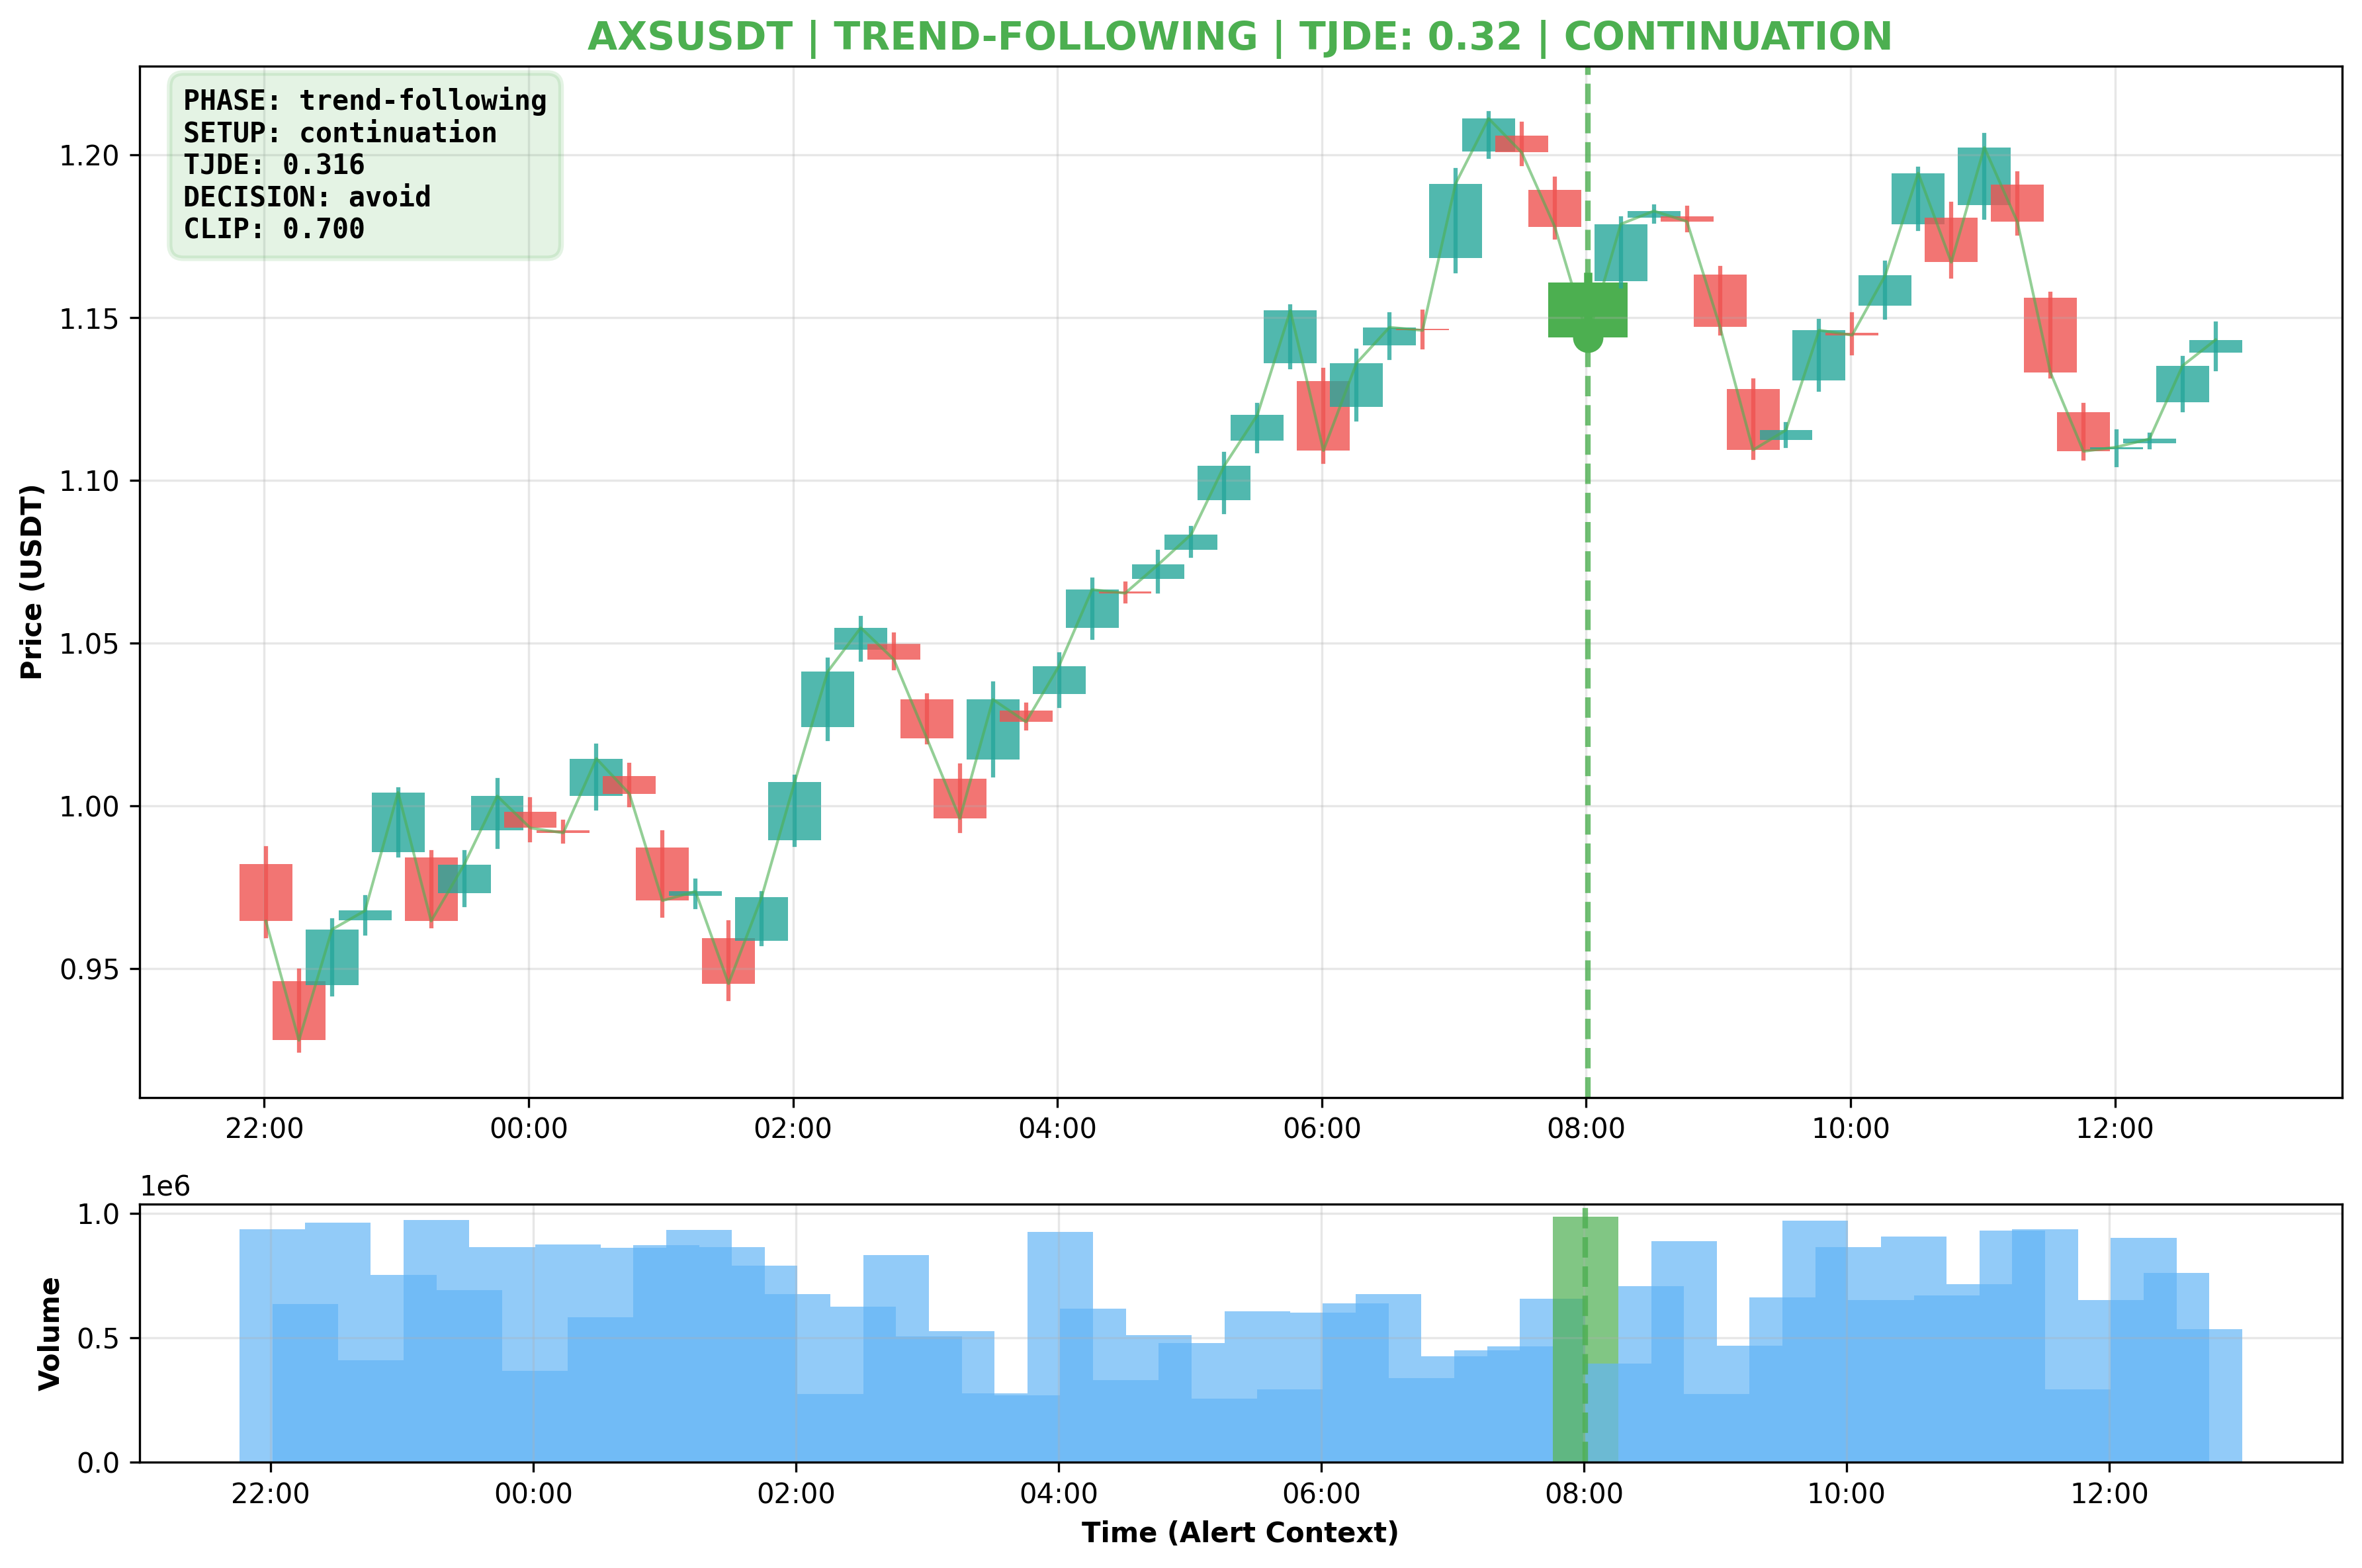 AXSUSDT | TREND-FOLLOWING | TJDE: 0.32 | CONTINUATION
PHASE: trend-following
SETUP: continuation
TJDE: 0.316
DECISION: avoid
CLIP: 0.700
Price (USDT)
1.20
1.15
1.10
1.05
1.00
0.95
22:00 00:00 02:00 04:00 06:00 08:00 10:00 12:00
1e6
Volume
1.0
0.5
0.0
22:00 00:00 02:00 04:00 06:00 08:00 10:00 12:00
Time (Alert Context)